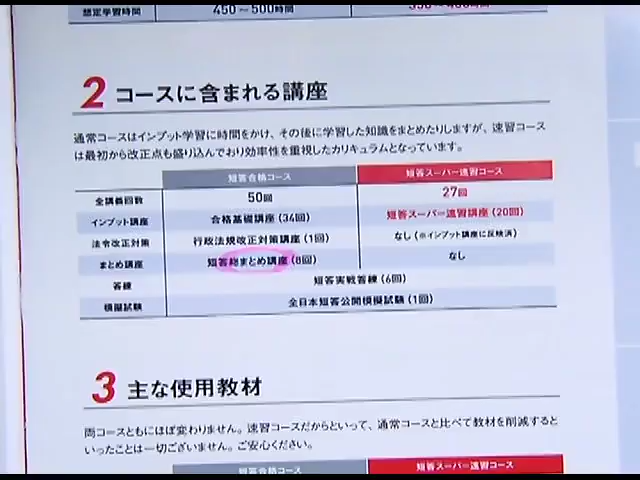 想定学習時間 450～500時間
2 コースに含まれる講座
通常コースはインプット学習に時間をかけ、その後に学習した知識をまとめたりしますが、速習コース
は最初から改正点も盛り込んでおり効率性を重視したカリキュラムとなっています。
短答合格コース 短答スーパー速習コース
全講義回数 50回 27回
インプット講座 合格基礎講座（34回） 短答スーパー速習講座（20回）
法令改正対策 行政法規改正対策講座（1回） なし（※インプット講座に反映済）
まとめ講座 短答総まとめ講座（8回） なし
答練 短答実戦答練（6回）
模擬試験 全日本短答公開模擬試験（1回）
3 主な使用教材
両コースともにほぼ変わりません。速習コースだからといって、通常コースと比べて教材を削減すると
いったことは一切ございません。ご安心ください。
短答合格コース 短答スーパー速習コース